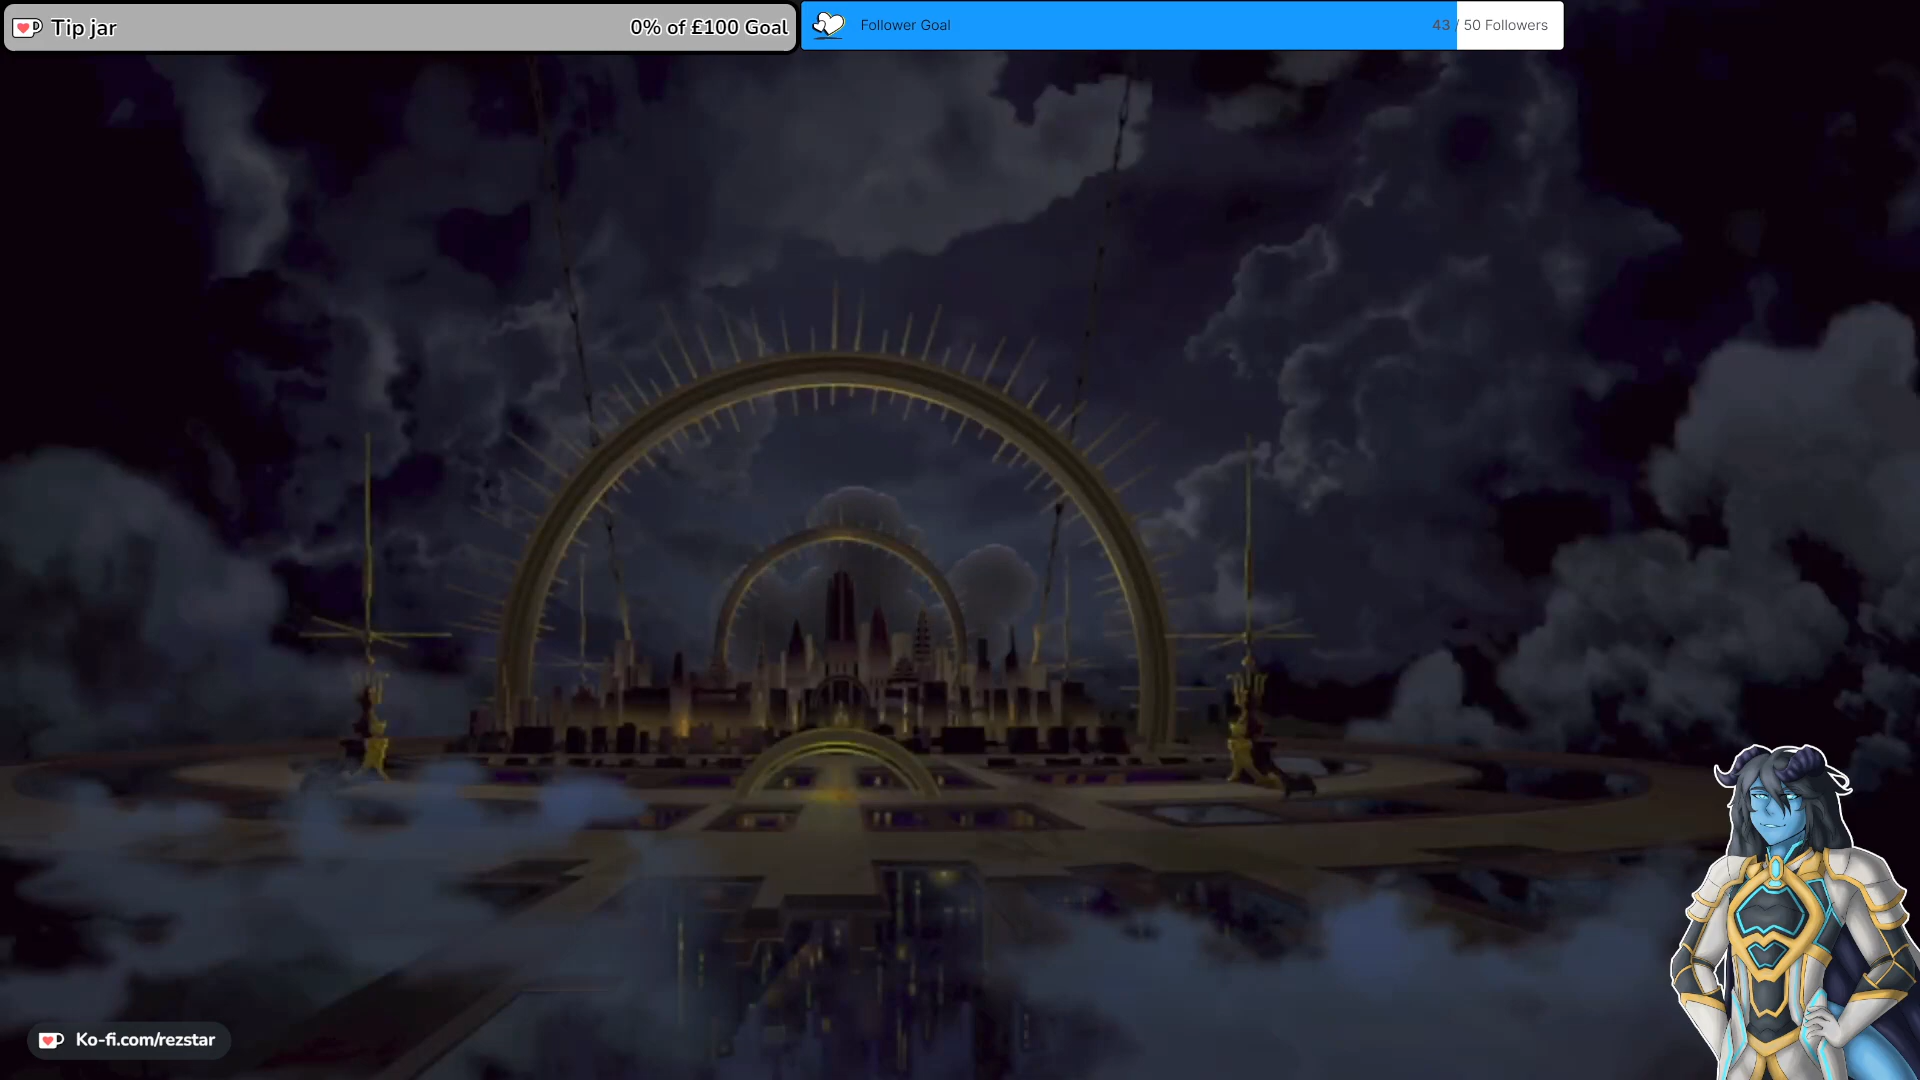 Tip jar
0% of £100 Goal
Follower Goal
43 / 50 Followers
Ko-fi.com/rezstar